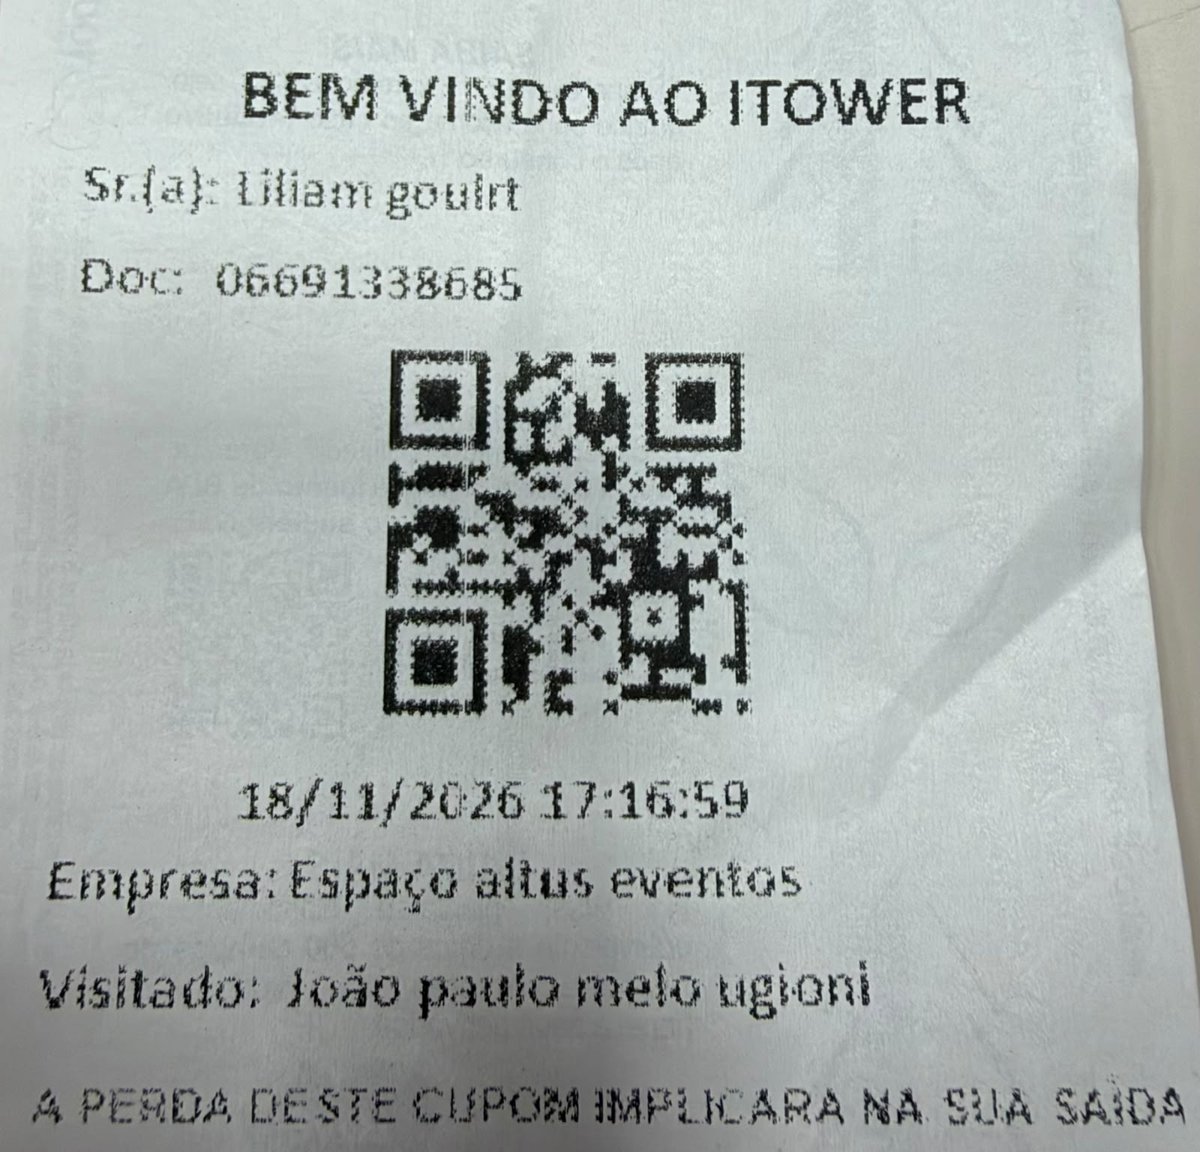 BEM VINDO AO ITOWER
Sr.(a): Liliam goulrt
Doc: 06691338685
18/11/2026 17:16:59
Empresa: Espaço altus eventos
Visitado: João paulo melo ugioni
A PERDA DESTE CUPOM IMPLICARA NA SUA SAÍDA